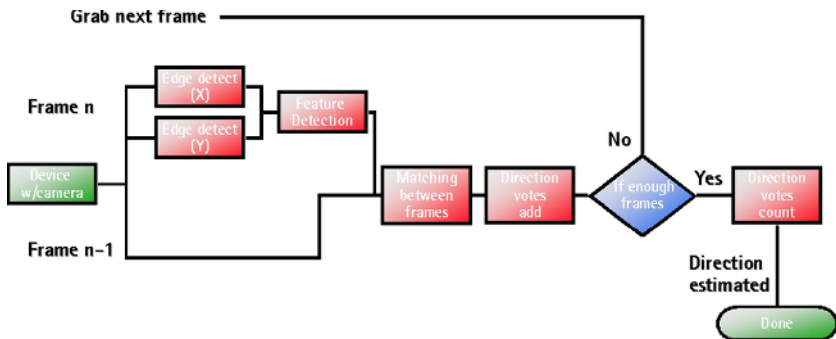 Grab next frame
Edge detect
(X)
Frame n
Feature
Detection
Edge detect
(Y)
No
Device
w/camera
Matching
between
frames
Direction
votes
add
If enough
frames
Yes
Direction
votes
count
Frame n-1
Direction
estimated
Done